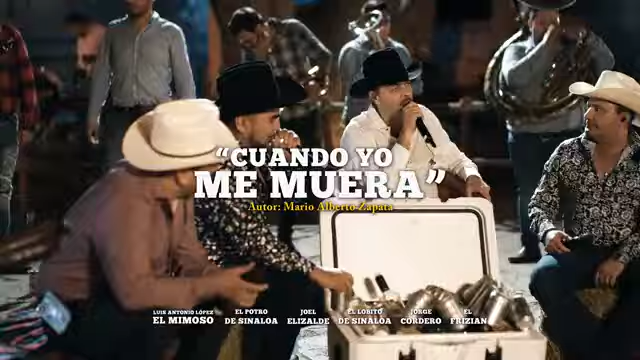 “CUANDO YO
ME MUERA”
Autor: Mario Alberto Zapata
LUIS ANTONIO LÓPEZ EL POTRO JOEL EL LOBITO JORGE EL
EL MIMOSO DE SINALOA ELIZALDE DE SINALOA CORDERO FRIZIAN